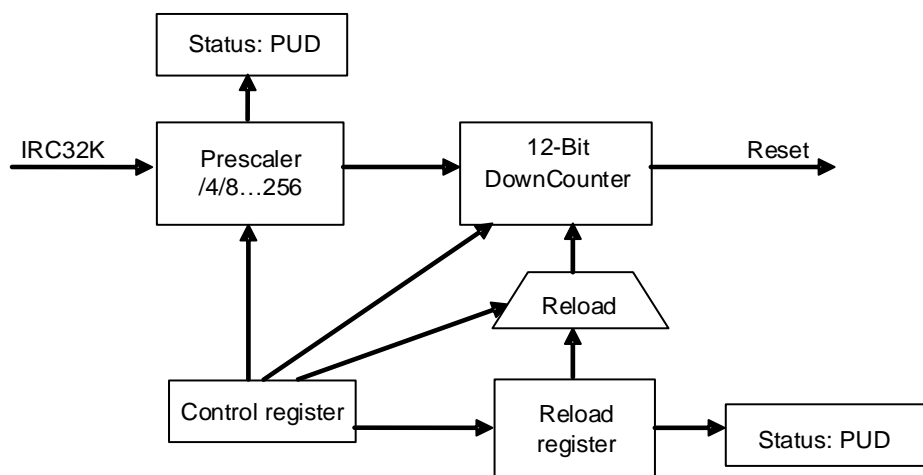 Status: PUD
IRC32K
Prescaler
/4/8…256
12-Bit
DownCounter
Reset
Reload
Control register
Reload
register
Status: PUD